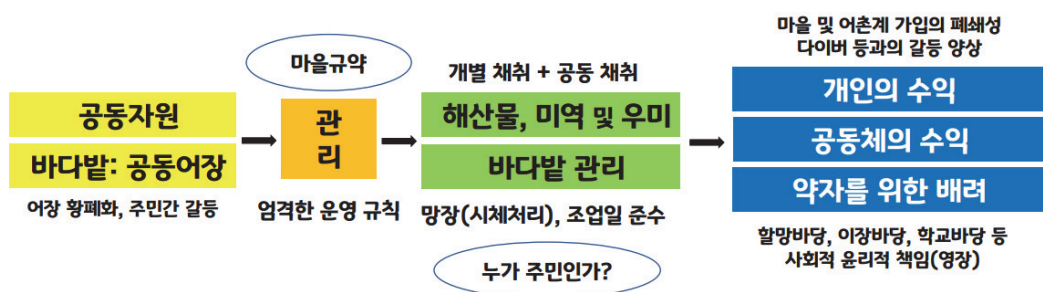 마을규약
공동자원
바다밭: 공동어장
어장 황폐화, 주민간 갈등
관
리
엄격한 운영 규칙
개별 채취 + 공동 채취
해산물, 미역 및 우미
바다밭 관리
망장(시체처리), 조업일 준수
누가 주민인가?
마을 및 어촌계 가입의 폐쇄성
다이버 등과의 갈등 양상
개인의 수익
공동체의 수익
약자를 위한 배려
할망바당, 이장바당, 학교바당 등
사회적 윤리적 책임(영장)